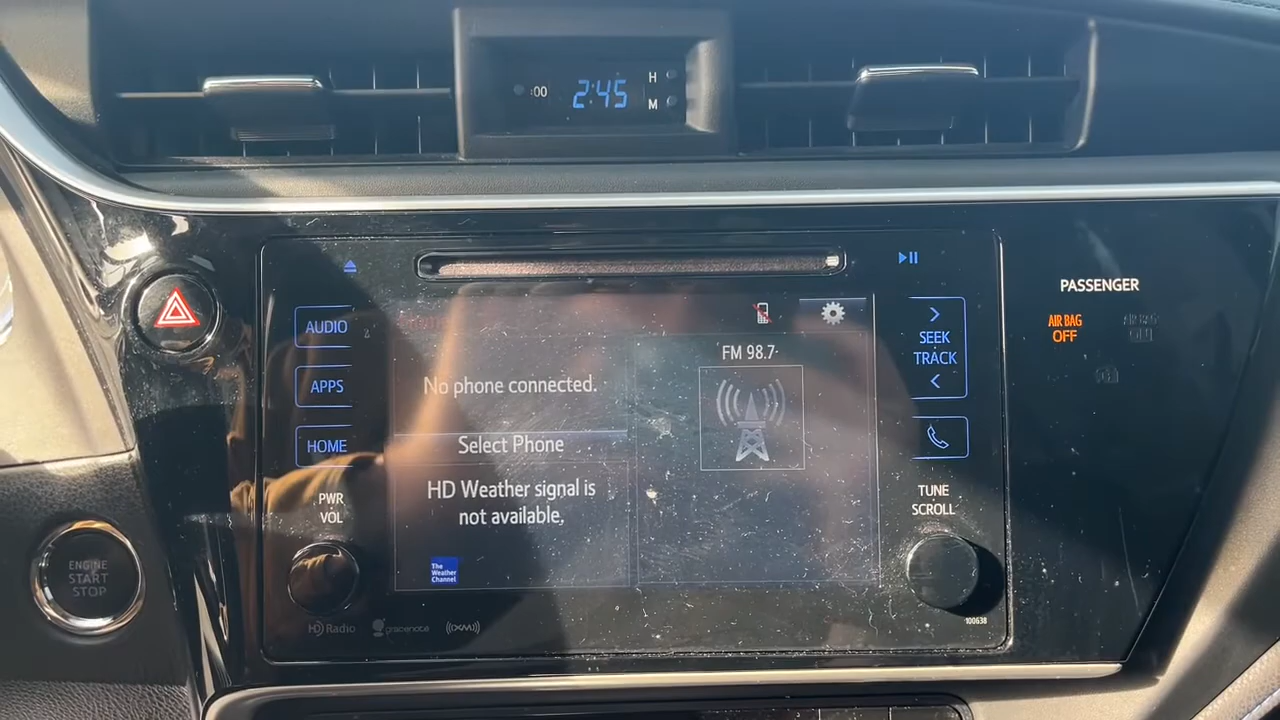 :00 2:45 H
M
PASSENGER
AIR BAG
OFF
AUDIO
APPS
HOME
PWR
VOL
FM 98.7
No phone connected.
Select Phone
HD Weather signal is
not available.
The
Weather
Channel
SEEK
TRACK
TUNE
SCROLL
ENGINE
START
STOP
HD Radio gracenote ((XM))
100638